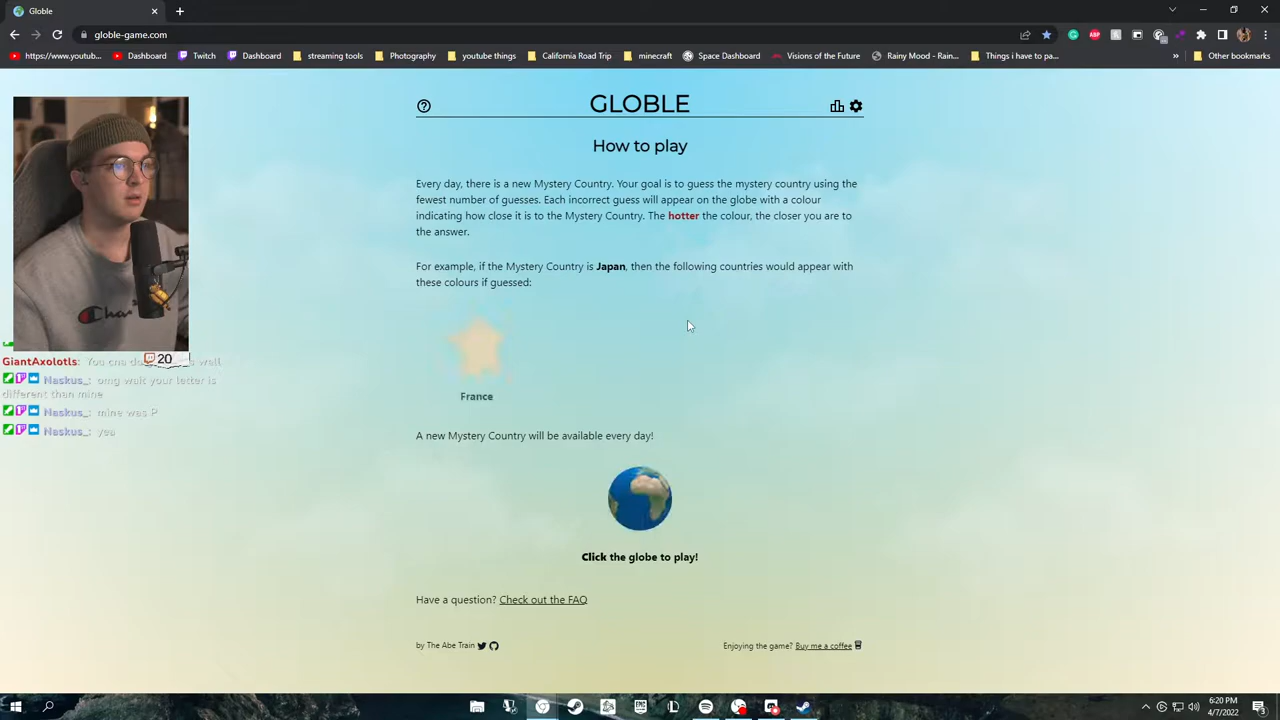 Globle
globle-game.com
https://www.youtub... Dashboard Twitch Dashboard streaming tools Photography youtube things California Road Trip minecraft Space Dashboard Visions of the Future Rainy Mood - Rain... Things i have to pa... » Other bookmarks
GLOBLE
How to play
Every day, there is a new Mystery Country. Your goal is to guess the mystery country using the
fewest number of guesses. Each incorrect guess will appear on the globe with a colour
indicating how close it is to the Mystery Country. The hotter the colour, the closer you are to
the answer.
For example, if the Mystery Country is Japan, then the following countries would appear with
these colours if guessed:
France
A new Mystery Country will be available every day!
Click the globe to play!
Have a question? Check out the FAQ
by The Abe Train
Enjoying the game? Buy me a coffee
Champ
20
GiantAxolotls: You cna do well
Naskus_: omg wait your letter is
different than mine
Naskus_: mine was P
Naskus_: yea
6:20 PM
4/7/2022